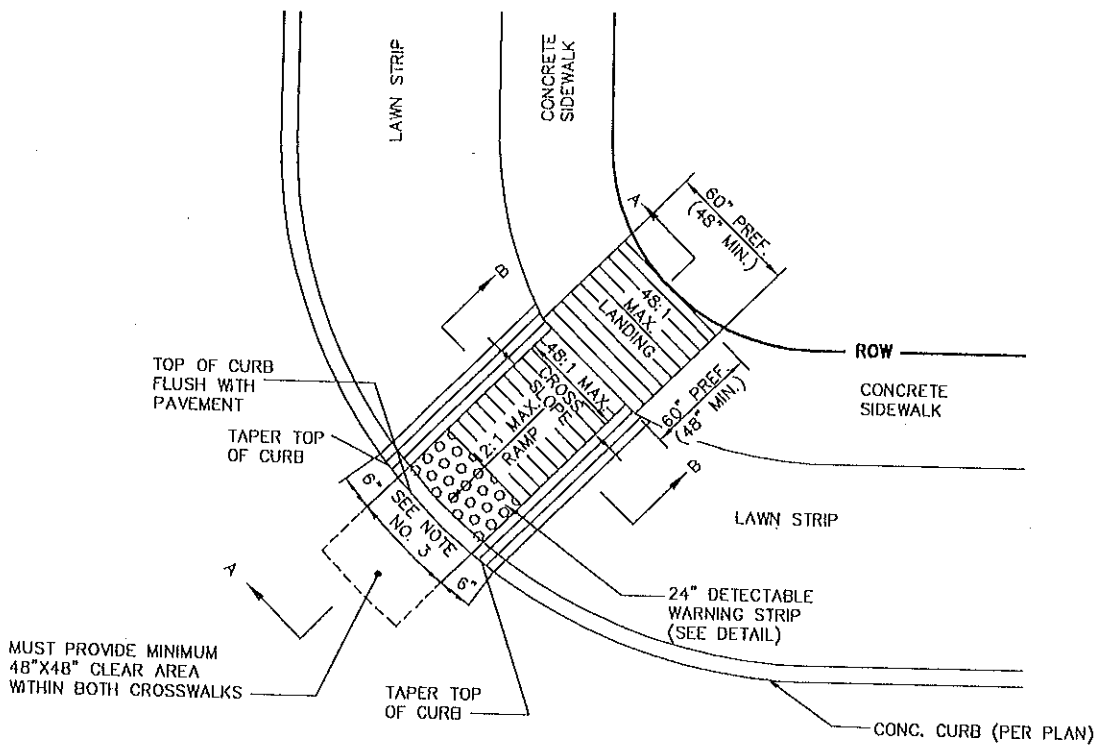 LAWN STRIP
CONCRETE
SIDEWALK
A
60" PREF.
(48" MIN.)
B
48:1
MAX.
LANDING
ROW
TOP OF CURB
FLUSH WITH
PAVEMENT
48:1 MAX.
CROSS
SLOPE
60" PREF.
(48" MIN.)
CONCRETE
SIDEWALK
TAPER TOP
OF CURB
12:1 MAX.
RAMP
B
6"
SEE NOTE
NO. 3
6"
LAWN STRIP
A
24" DETECTABLE
WARNING STRIP
(SEE DETAIL)
MUST PROVIDE MINIMUM
48"X48" CLEAR AREA
WITHIN BOTH CROSSWALKS
TAPER TOP
OF CURB
CONC. CURB (PER PLAN)